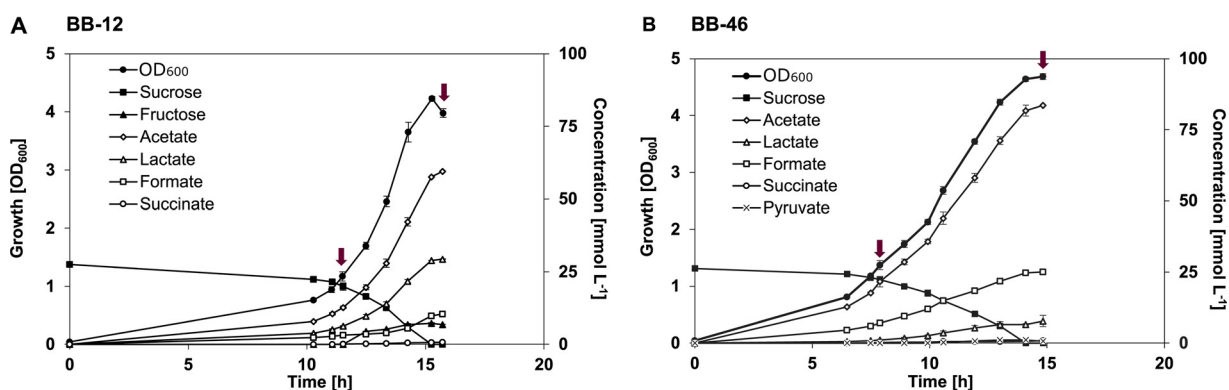 A BB-12
5 100
OD₆₀₀
Sucrose
Fructose
Acetate
Lactate
Formate
Succinate
4
3
2
1
0
75
50
25
0
Growth [OD₆₀₀]
Concentration [mmol L⁻¹]
0 5 10 15 20
Time [h]
B BB-46
5 100
OD₆₀₀
Sucrose
Acetate
Lactate
Formate
Succinate
Pyruvate
4
3
2
1
0
75
50
25
0
Growth [OD₆₀₀]
Concentration [mmol L⁻¹]
0 5 10 15 20
Time [h]